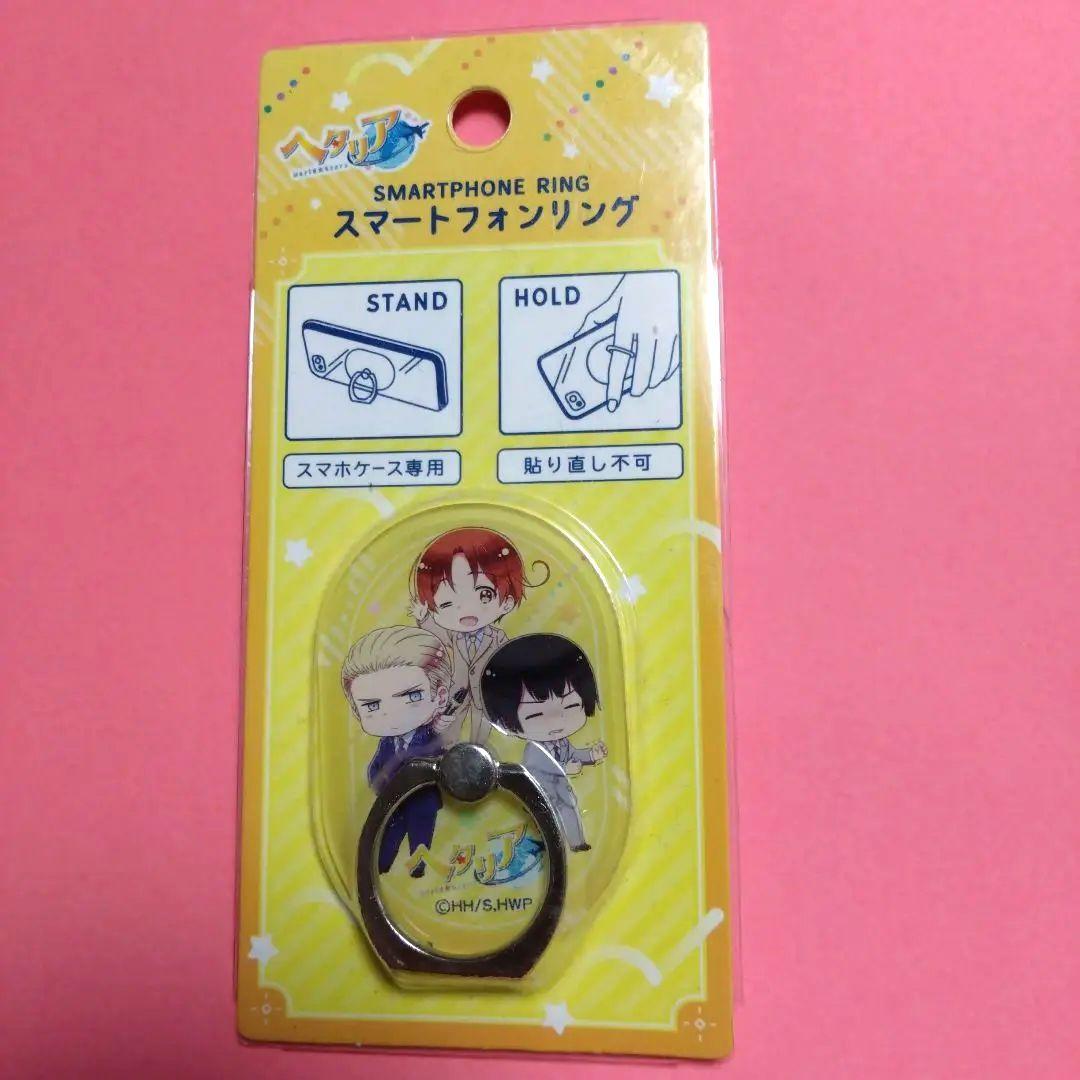 ヘタリア
World★Stars
SMARTPHONE RING
スマートフォンリング
STAND
HOLD
スマホケース専用
貼り直し不可
ヘタリア
©HH/S,HWP